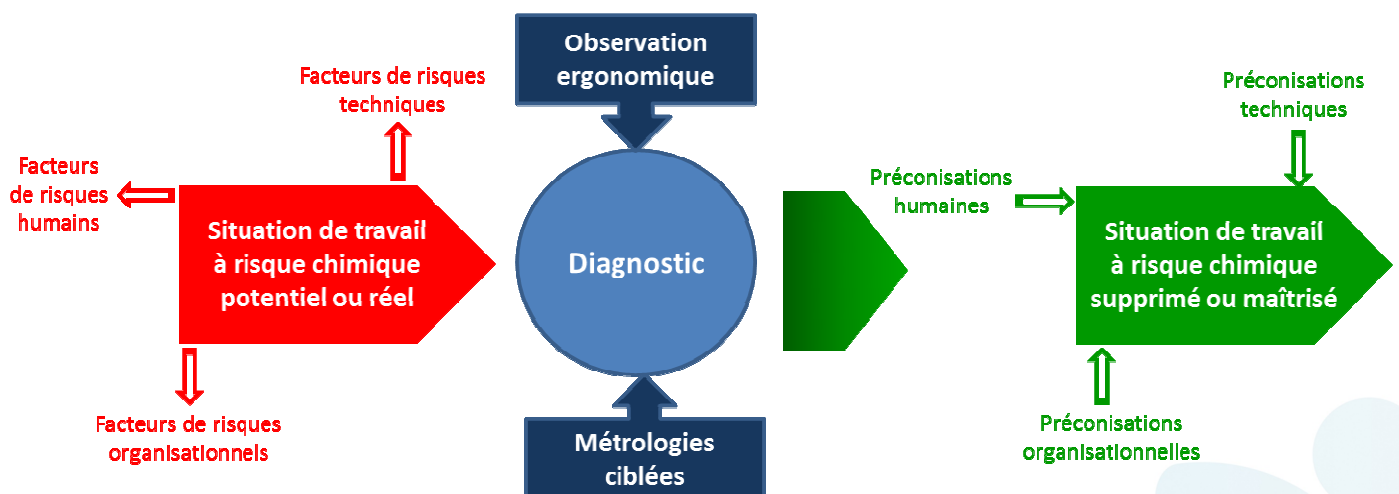 Facteurs
de risques
humains
Facteurs de risques
techniques
Situation de travail
à risque chimique
potentiel ou réel
Facteurs de risques
organisationnels
Observation
ergonomique
Diagnostic
Métrologies
ciblées
Préconisations
humaines
Préconisations
techniques
Situation de travail
à risque chimique
supprimé ou maîtrisé
Préconisations
organisationnelles